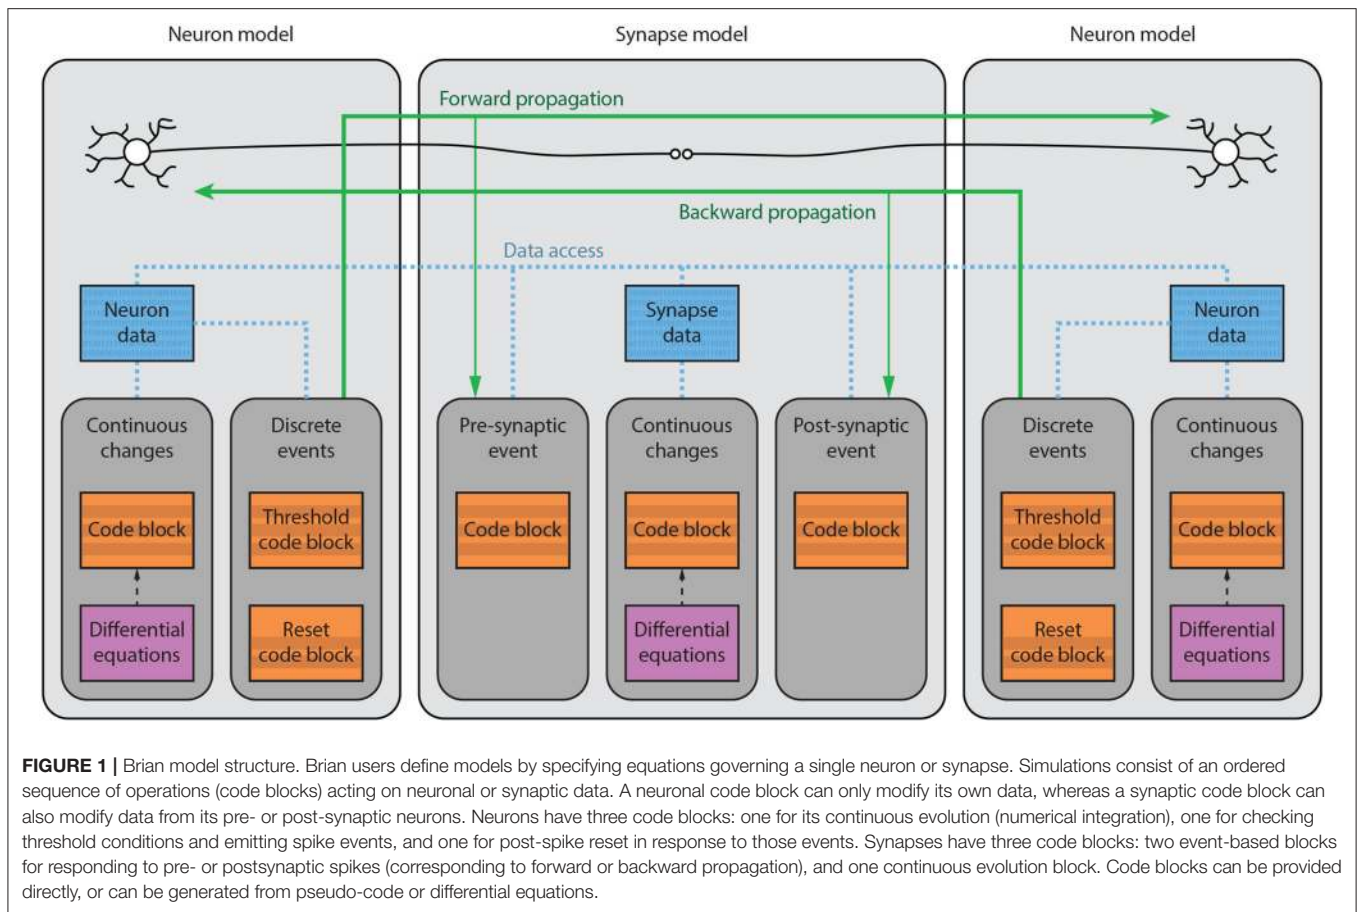 Neuron model
Synapse model
Neuron model
Forward propagation
Backward propagation
Data access
Neuron
data
Synapse
data
Neuron
data
Continuous
changes
Discrete
events
Pre-synaptic
event
Continuous
changes
Post-synaptic
event
Discrete
events
Continuous
changes
Code block
Threshold
code block
Code block
Code block
Code block
Threshold
code block
Code block
Differential
equations
Reset
code block
Differential
equations
Reset
code block
Differential
equations
FIGURE 1 | Brian model structure. Brian users define models by specifying equations governing a single neuron or synapse. Simulations consist of an ordered
sequence of operations (code blocks) acting on neuronal or synaptic data. A neuronal code block can only modify its own data, whereas a synaptic code block can
also modify data from its pre- or post-synaptic neurons. Neurons have three code blocks: one for its continuous evolution (numerical integration), one for checking
threshold conditions and emitting spike events, and one for post-spike reset in response to those events. Synapses have three code blocks: two event-based blocks
for responding to pre- or postsynaptic spikes (corresponding to forward or backward propagation), and one continuous evolution block. Code blocks can be provided
directly, or can be generated from pseudo-code or differential equations.